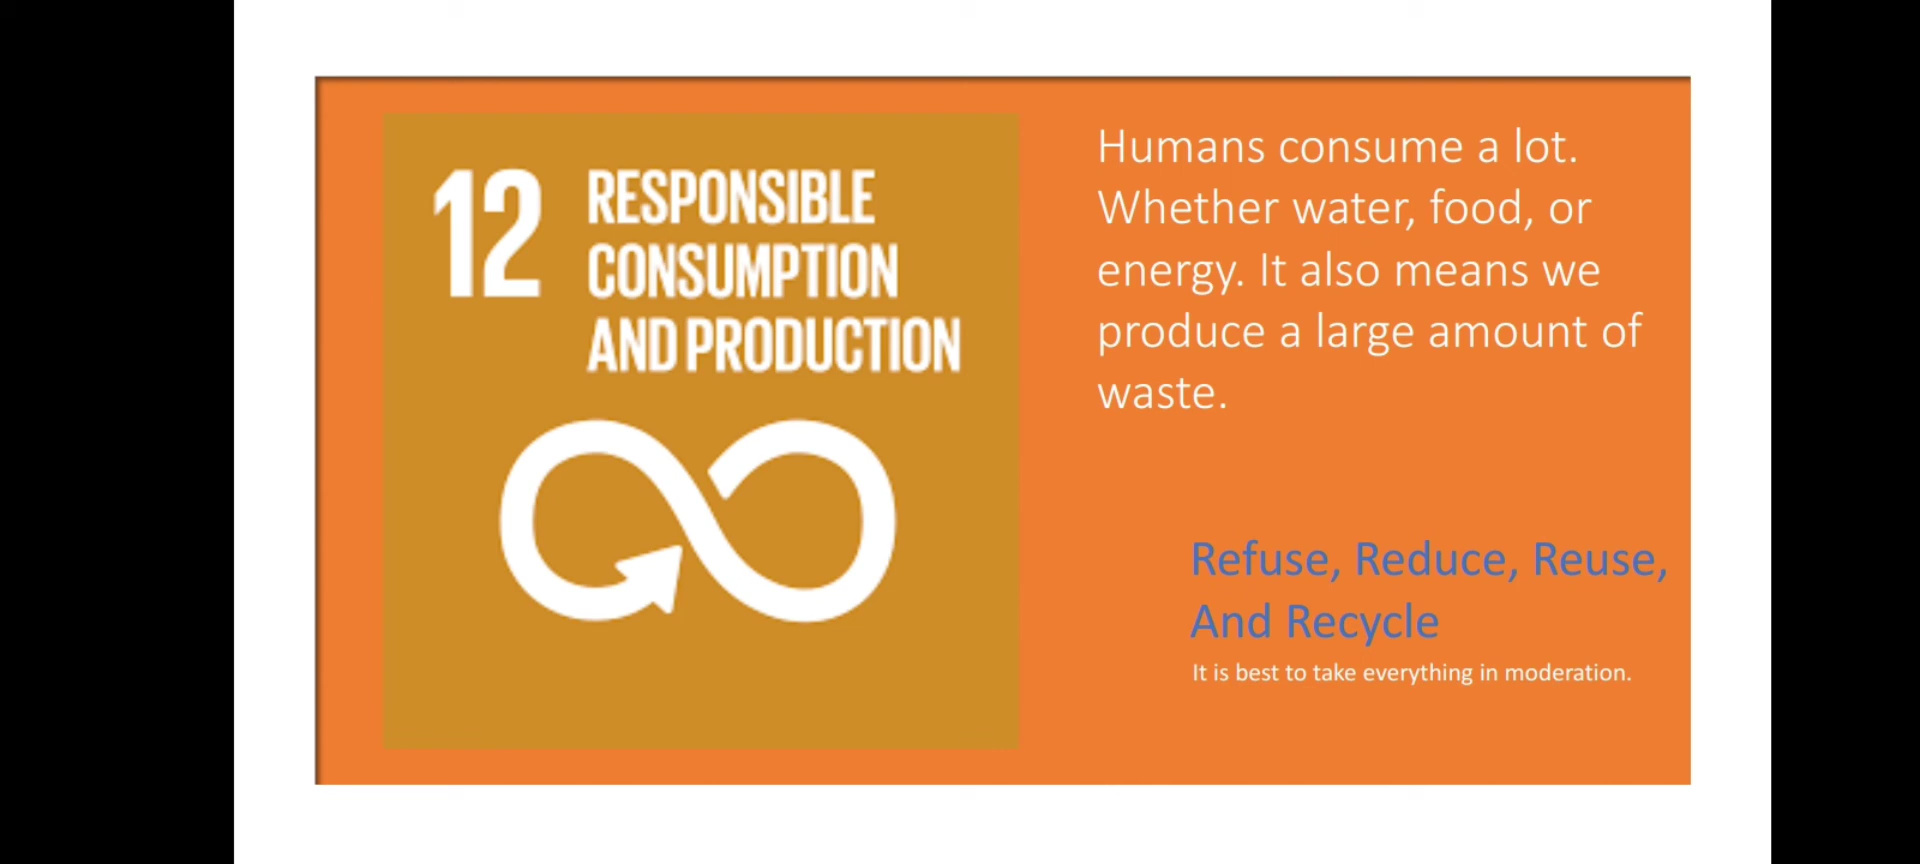 12
RESPONSIBLE
CONSUMPTION
AND PRODUCTION
Humans consume a lot.
Whether water, food, or
energy. It also means we
produce a large amount of
waste.
Refuse, Reduce, Reuse,
And Recycle
It is best to take everything in moderation.